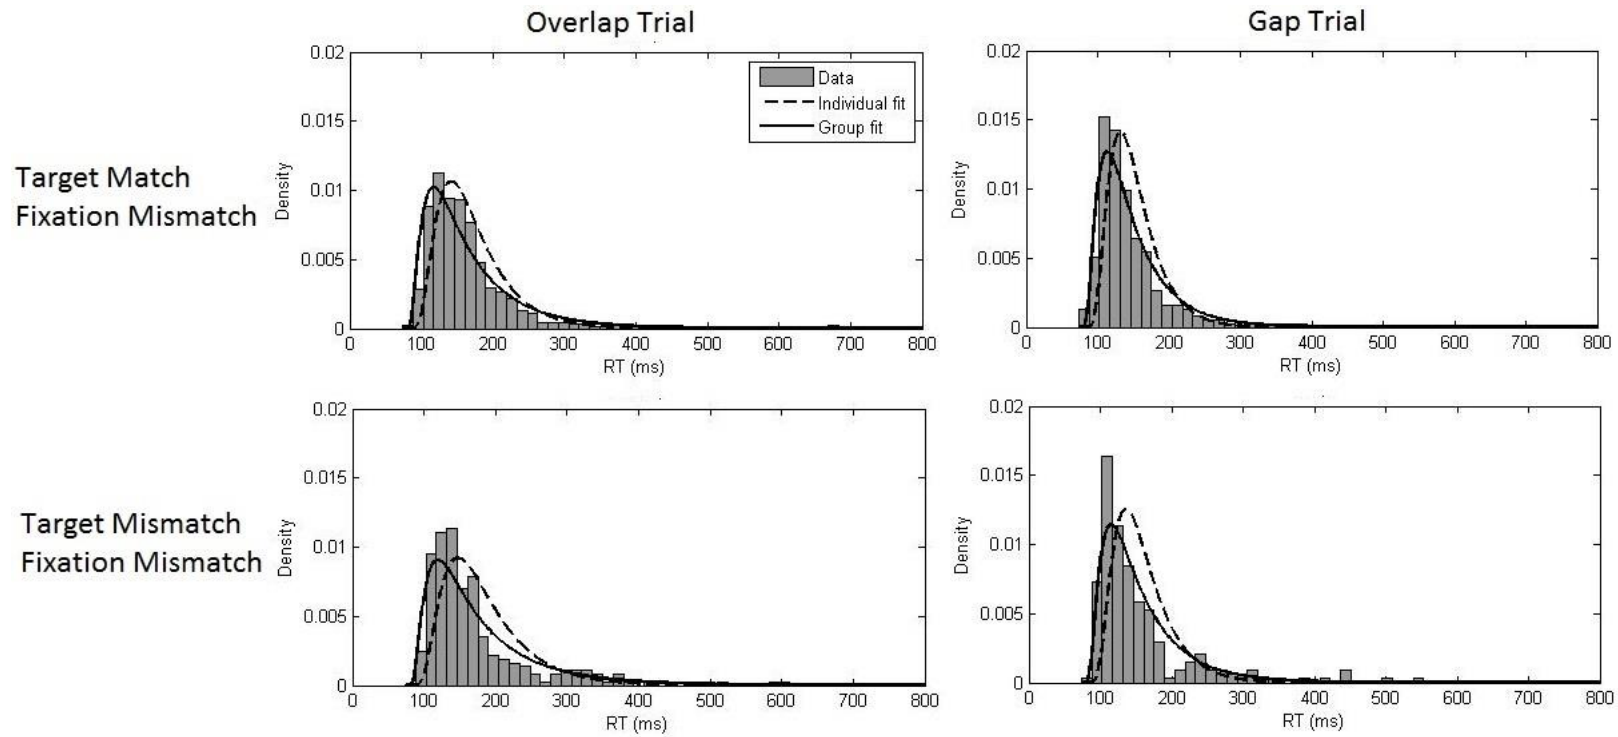 Overlap Trial
Gap Trial
Target Match
Fixation Mismatch
0.02
0.015
0.01
0.005
0
Density
Data
Individual fit
Group fit
0 100 200 300 400 500 600 700 800
RT (ms)
0.02
0.015
0.01
0.005
0
Density
0 100 200 300 400 500 600 700 800
RT (ms)
Target Mismatch
Fixation Mismatch
0.02
0.015
0.01
0.005
0
Density
0 100 200 300 400 500 600 700 800
RT (ms)
0.02
0.015
0.01
0.005
0
Density
0 100 200 300 400 500 600 700 800
RT (ms)